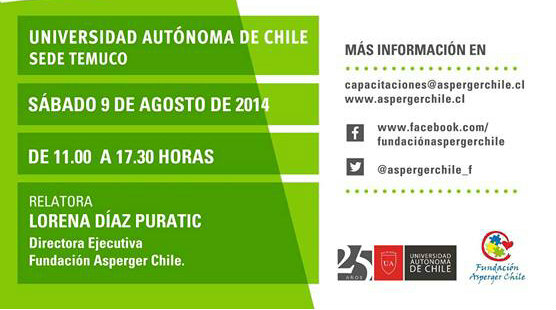 UNIVERSIDAD AUTÓNOMA DE CHILE
SEDE TEMUCO
SÁBADO 9 DE AGOSTO DE 2014
DE 11.00 A 17.30 HORAS
RELATORA
LORENA DÍAZ PURATIC
Directora Ejecutiva
Fundación Asperger Chile.
MÁS INFORMACIÓN EN
capacitaciones@aspergerchile.cl
www.aspergerchile.cl
www.facebook.com/
fundaciónaspergerchile
@aspergerchile_f
25
AÑOS
UA
UNIVERSIDAD
AUTÓNOMA
DE CHILE
Fundación
Asperger Chile